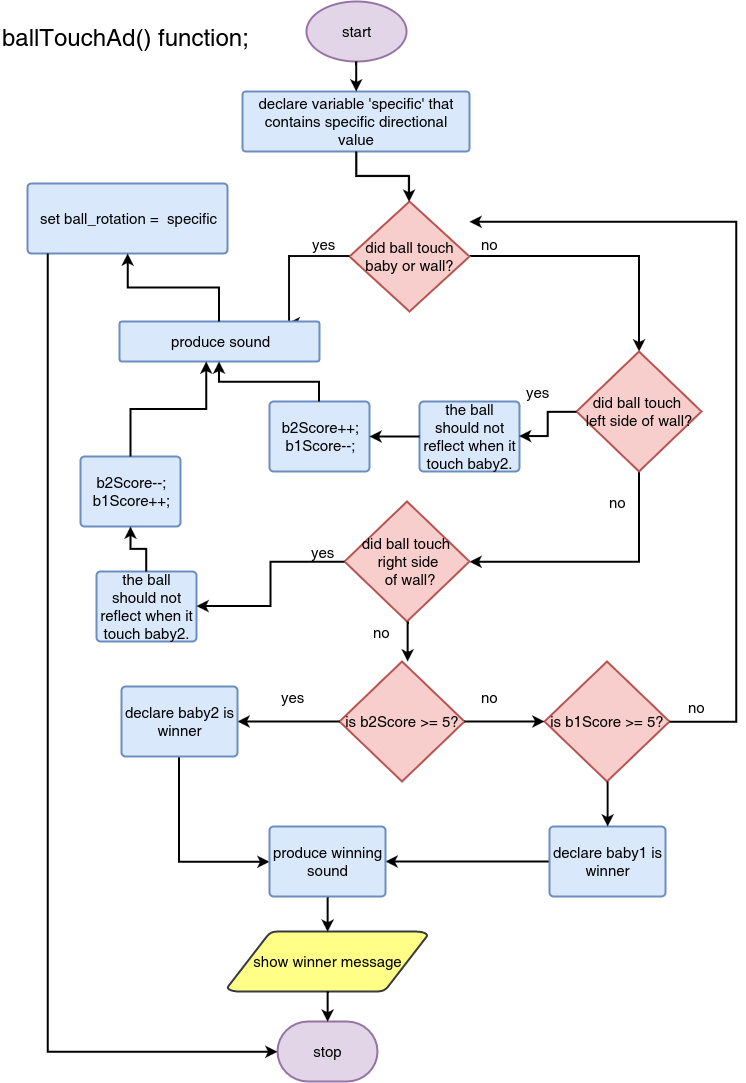 ballTouchAd() function;
start
declare variable 'specific' that
contains specific directional
value
set ball_rotation = specific
yes
did ball touch
baby or wall?
no
produce sound
yes
did ball touch
left side of wall?
the ball
should not
reflect when it
touch baby2.
b2Score++;
b1Score--;
b2Score--;
b1Score++;
no
yes
did ball touch
right side
of wall?
the ball
should not
reflect when it
touch baby2.
no
yes
declare baby2 is
winner
is b2Score >= 5?
no
is b1Score >= 5?
no
produce winning
sound
declare baby1 is
winner
show winner message
stop